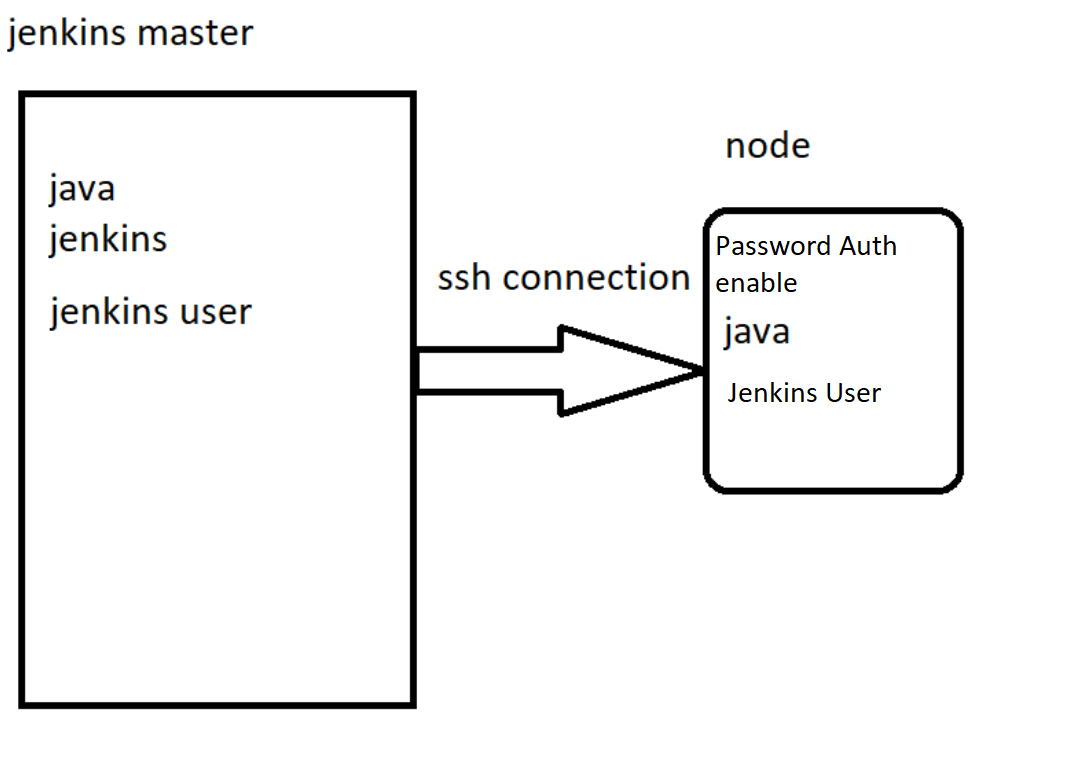 jenkins master
java
jenkins
jenkins user
ssh connection
node
Password Auth
enable
java
Jenkins User